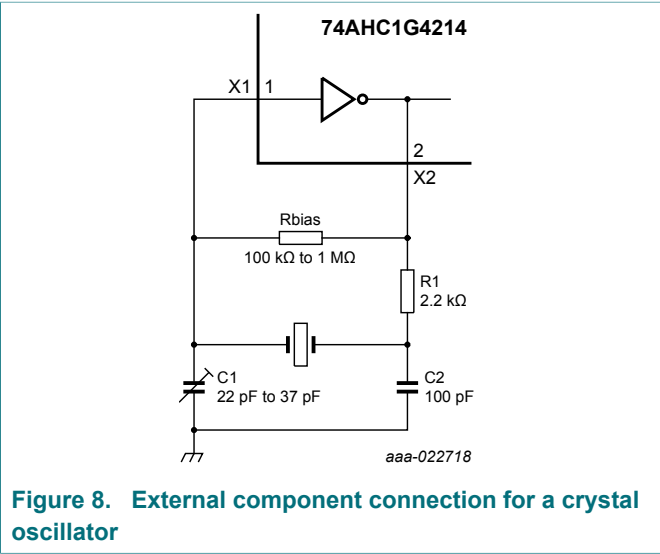 74AHC1G4214
X1 1
2
X2
Rbias
100 kΩ to 1 MΩ
R1
2.2 kΩ
C1
22 pF to 37 pF
C2
100 pF
aaa-022718
Figure 8. External component connection for a crystal
oscillator